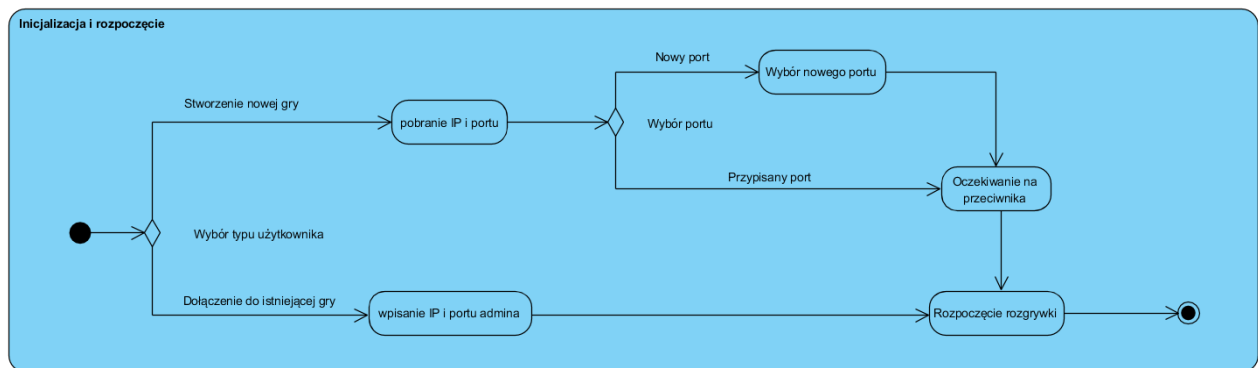 Inicjalizacja i rozpoczęcie
Nowy port
Wybór nowego portu
Stworzenie nowej gry
pobranie IP i portu
Wybór portu
Przypisany port
Oczekiwanie na
przeciwnika
Wybór typu użytkownika
Dołączenie do istniejącej gry
wpisanie IP i portu admina
Rozpoczęcie rozgrywki